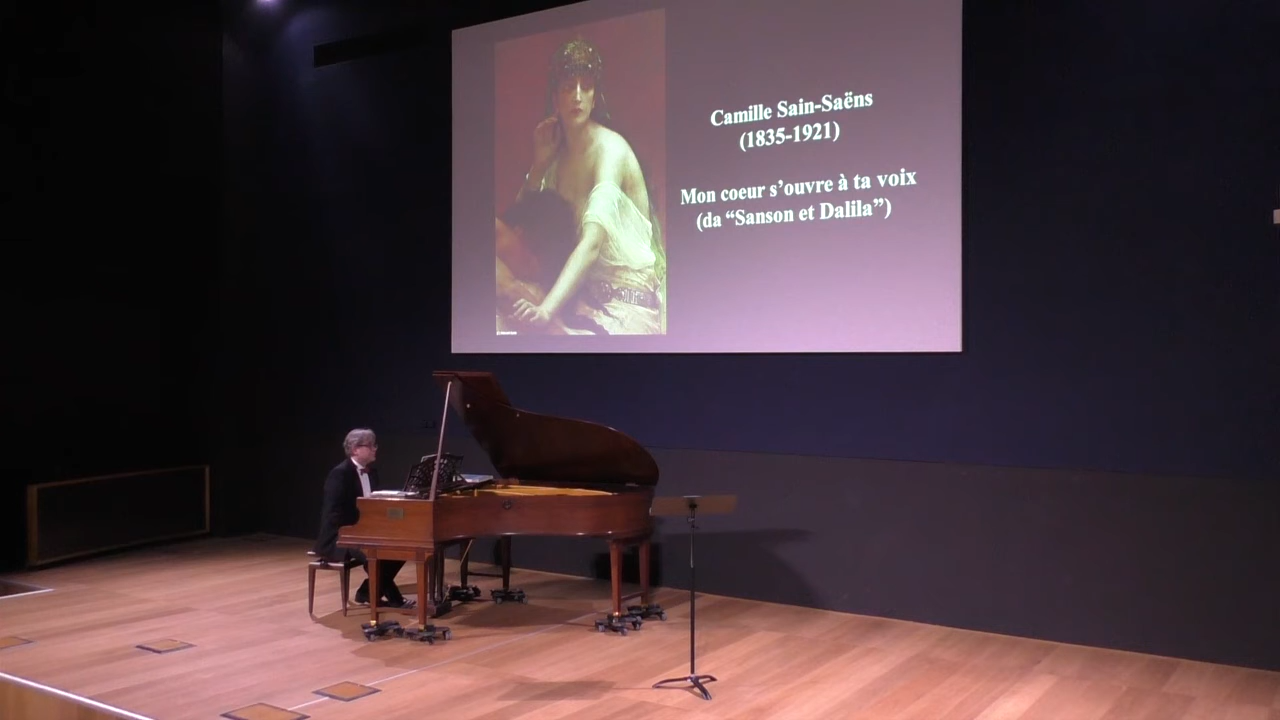 Camille Sain-Saëns
(1835-1921)
Mon coeur s’ouvre à ta voix
(da “Sanson et Dalila”)